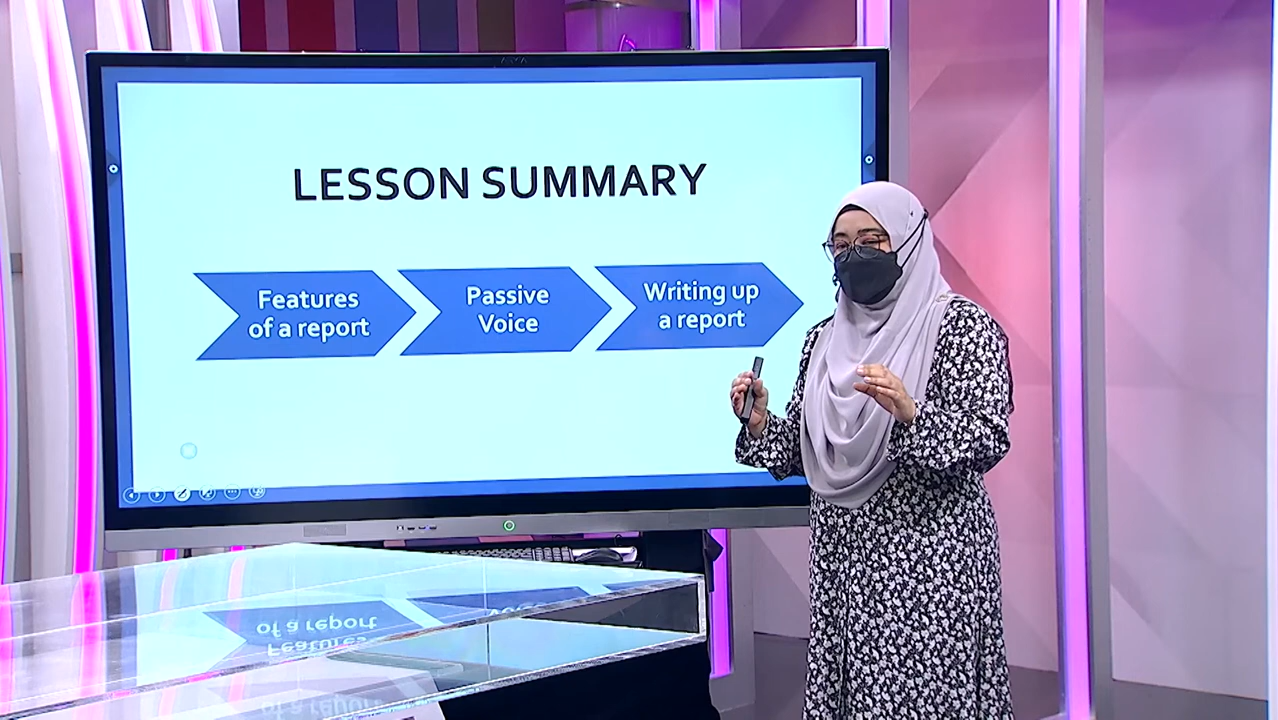 LESSON SUMMARY
Features
of a report
Passive
Voice
Writing up
a report